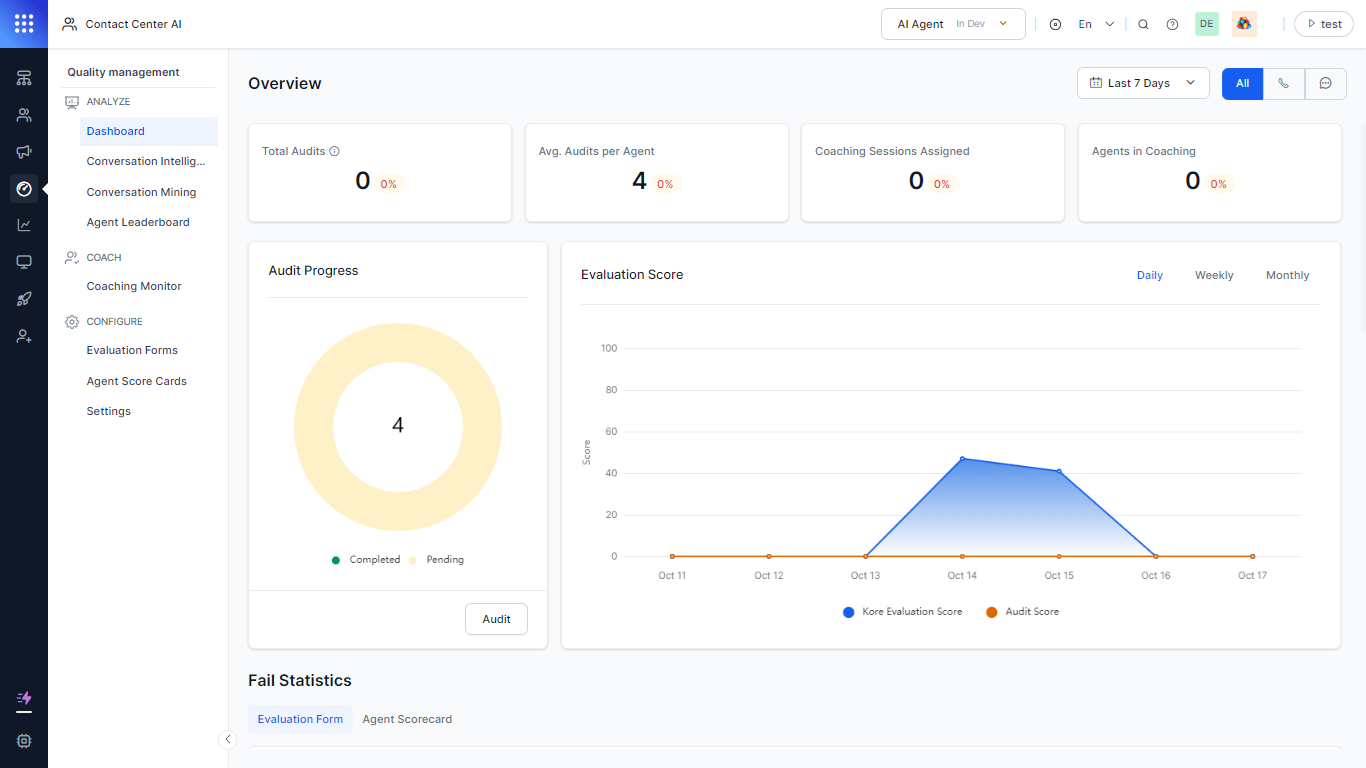 Contact Center AI
AI Agent In Dev
En
DE
test
Quality management
ANALYZE
Dashboard
Conversation Intellig...
Conversation Mining
Agent Leaderboard
COACH
Coaching Monitor
CONFIGURE
Evaluation Forms
Agent Score Cards
Settings
Overview
Last 7 Days
All
Total Audits
0 0%
Avg. Audits per Agent
4 0%
Coaching Sessions Assigned
0 0%
Agents in Coaching
0 0%
Audit Progress
4
Completed Pending
Audit
Evaluation Score
Daily Weekly Monthly
Score
100
80
60
40
20
0
Oct 11 Oct 12 Oct 13 Oct 14 Oct 15 Oct 16 Oct 17
Kore Evaluation Score Audit Score
Fail Statistics
Evaluation Form Agent Scorecard